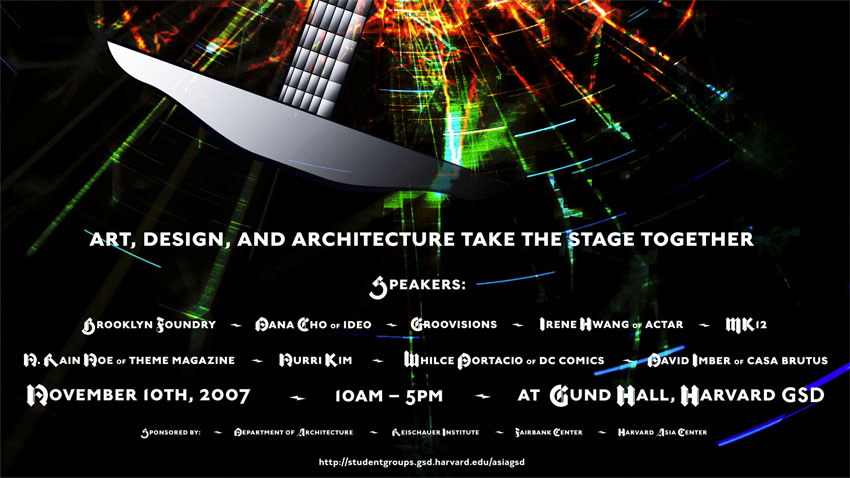 ART, DESIGN, AND ARCHITECTURE TAKE THE STAGE TOGETHER
SPEAKERS:
BROOKLYN FOUNDRY ~ DANA CHO OF IDEO ~ GROOVISIONS ~ IRENE HWANG OF ACTAR ~ MK12
N. RAIN NOE OF THEME MAGAZINE ~ NURRI KIM ~ WHILCE PORTACIO OF DC COMICS ~ DAVID IMBER OF CASA BRUTUS
NOVEMBER 10TH, 2007 ~ 10AM – 5PM ~ AT GUND HALL, HARVARD GSD
SPONSORED BY: ~ DEPARTMENT OF ARCHITECTURE ~ REISCHAUER INSTITUTE ~ FAIRBANK CENTER ~ HARVARD ASIA CENTER
http://studentgroups.gsd.harvard.edu/asiagsd